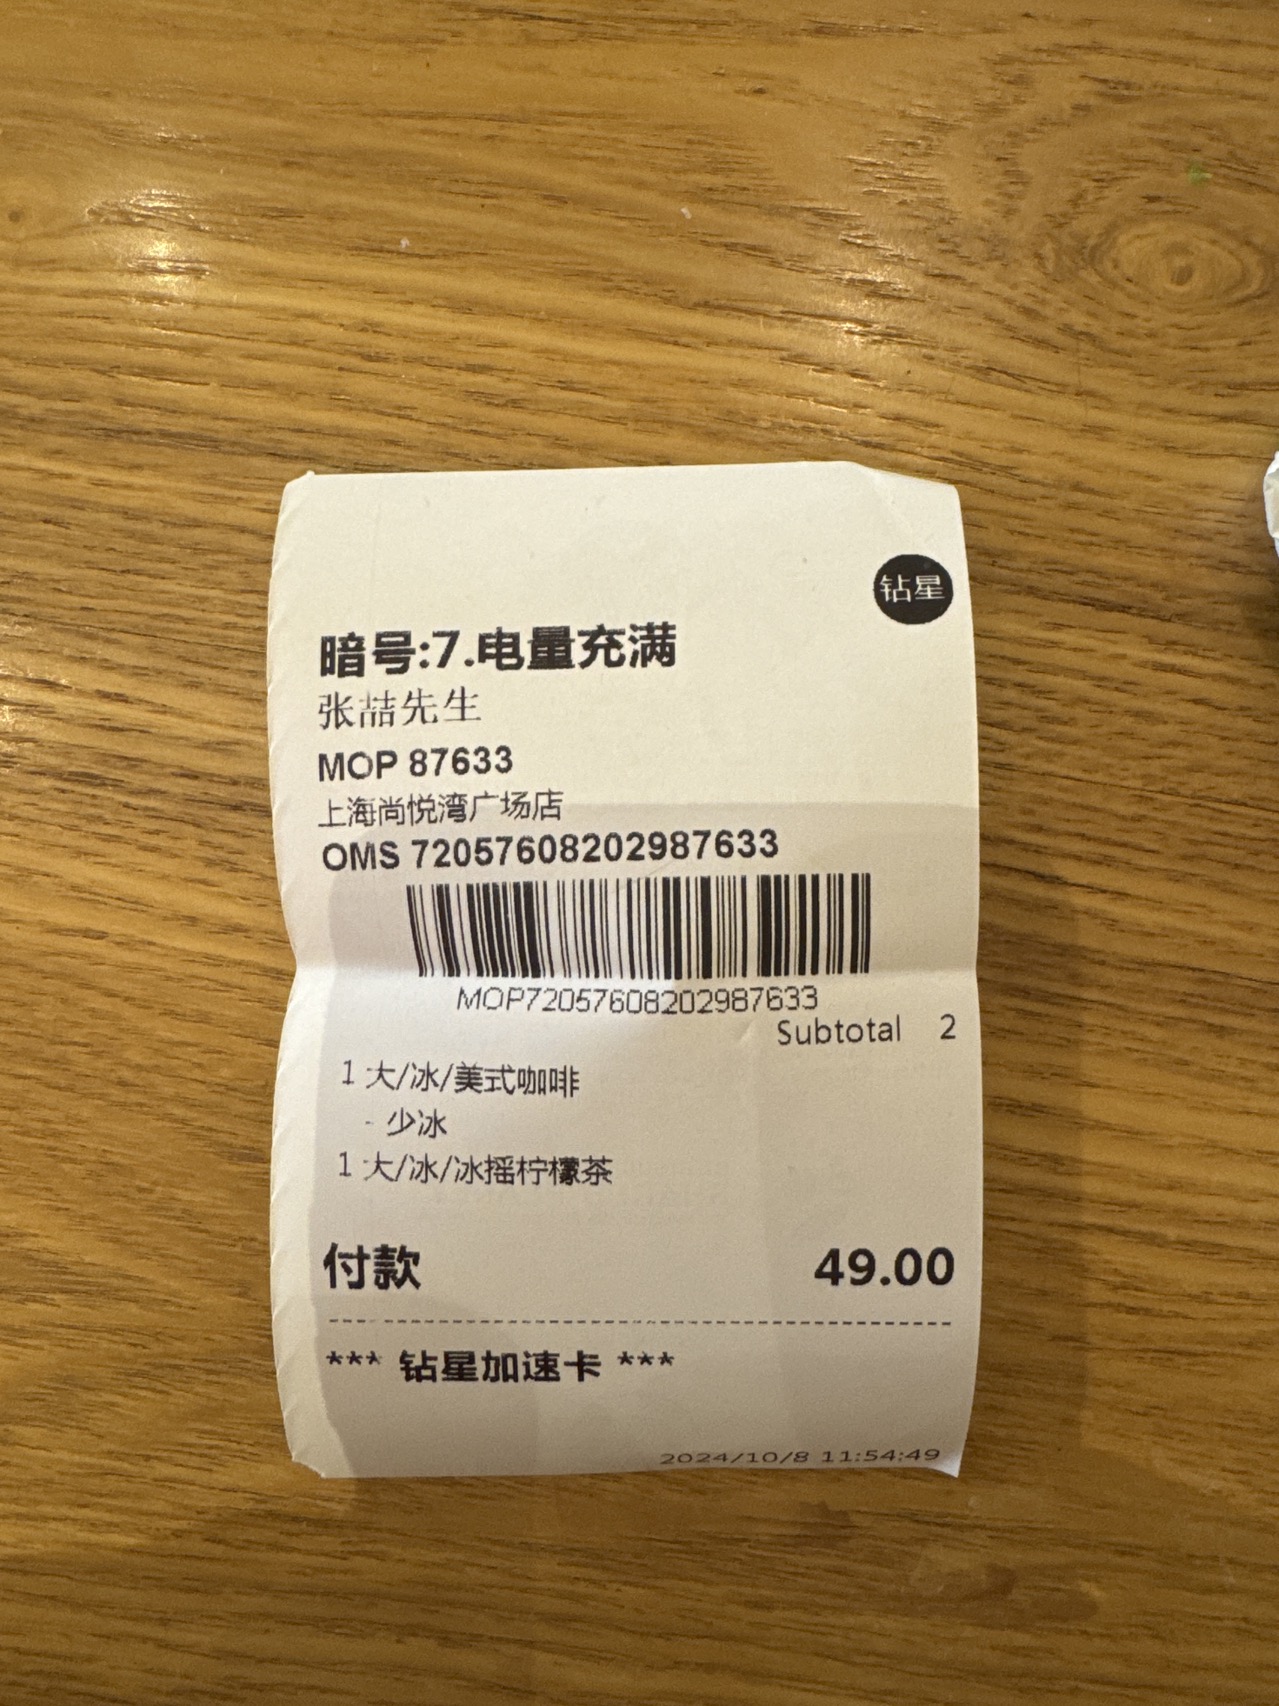 钻星
暗号:7.电量充满
张喆先生
MOP 87633
上海尚悦湾广场店
OMS 72057608202987633
MOP72057608202987633
Subtotal 2
1 大/冰/美式咖啡
- 少冰
1 大/冰/冰摇柠檬茶
付款 49.00
*** 钻星加速卡 ***
2024/10/8 11:54:49